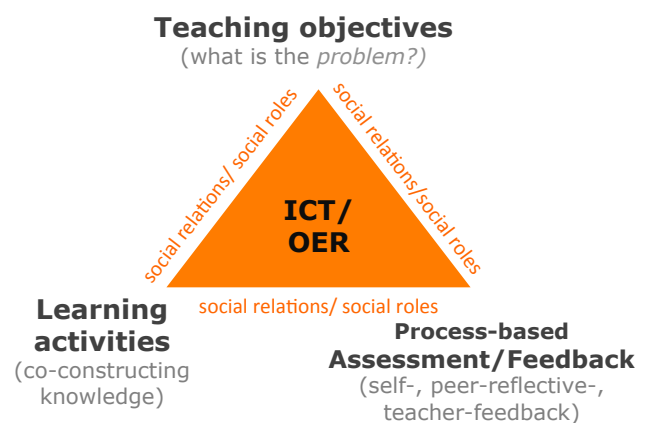 Teaching objectives
(what is the problem?)
social relations/ social roles
social relations/social roles
ICT/
OER
social relations/ social roles
Learning
activities
(co-constructing
knowledge)
Process-based
Assessment/Feedback
(self-, peer-reflective-,
teacher-feedback)